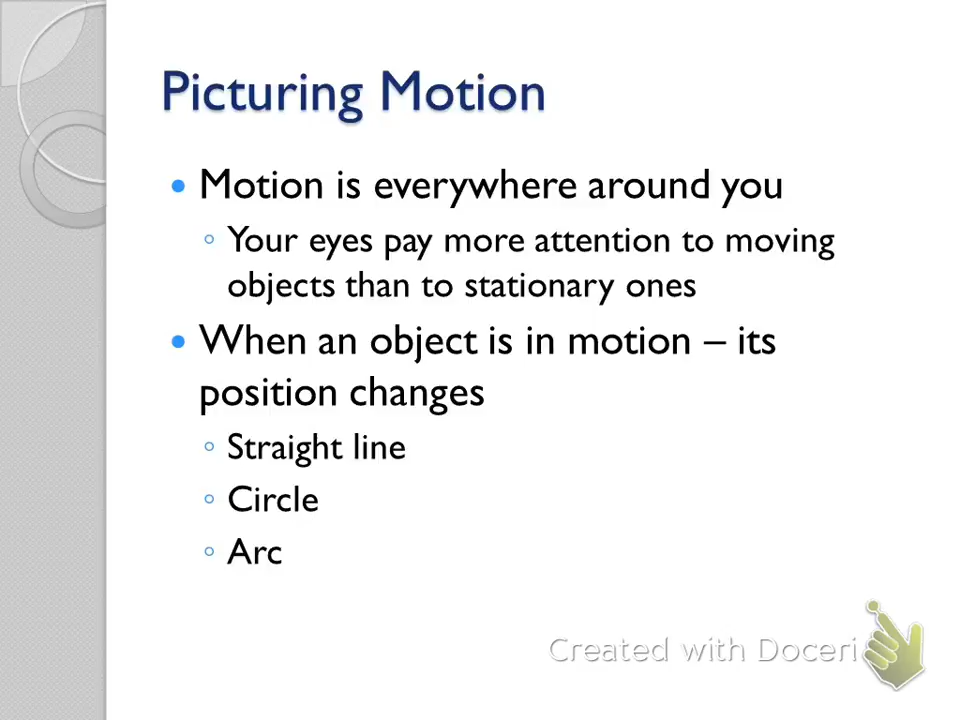 Picturing Motion
• Motion is everywhere around you
◦ Your eyes pay more attention to moving
objects than to stationary ones
• When an object is in motion – its
position changes
◦ Straight line
◦ Circle
◦ Arc
Created with Doceri